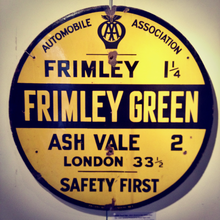 AUTOMOBILE ASSOCIATION
AA
FRIMLEY 1¼
FRIMLEY GREEN
ASH VALE 2
LONDON 33½
SAFETY FIRST